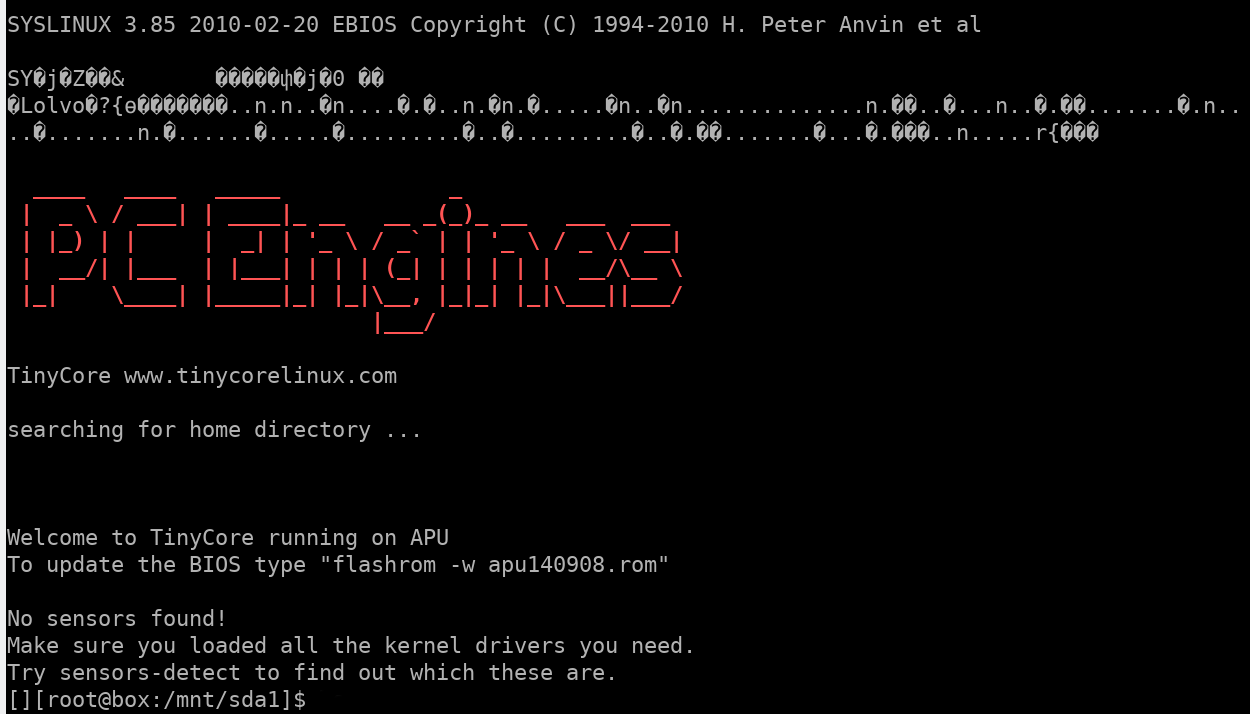 SYSLINUX 3.85 2010-02-20 EBIOS Copyright (C) 1994-2010 H. Peter Anvin et al
SY�j�Z��& �����ȸ�j�0 ��
�Lolvo�?{ɵ�������..n.n..�n....�.�..n.�n.�.....�n..�n..............n.��..�...n..�.��.......�.n..
..�.......n.�......�.....�.........�..�.........�..�.��.......�...�.���..n.....r{���
PC Engines
TinyCore www.tinycorelinux.com
searching for home directory ...
Welcome to TinyCore running on APU
To update the BIOS type "flashrom -w apu140908.rom"
No sensors found!
Make sure you loaded all the kernel drivers you need.
Try sensors-detect to find out which these are.
[][root@box:/mnt/sda1]$